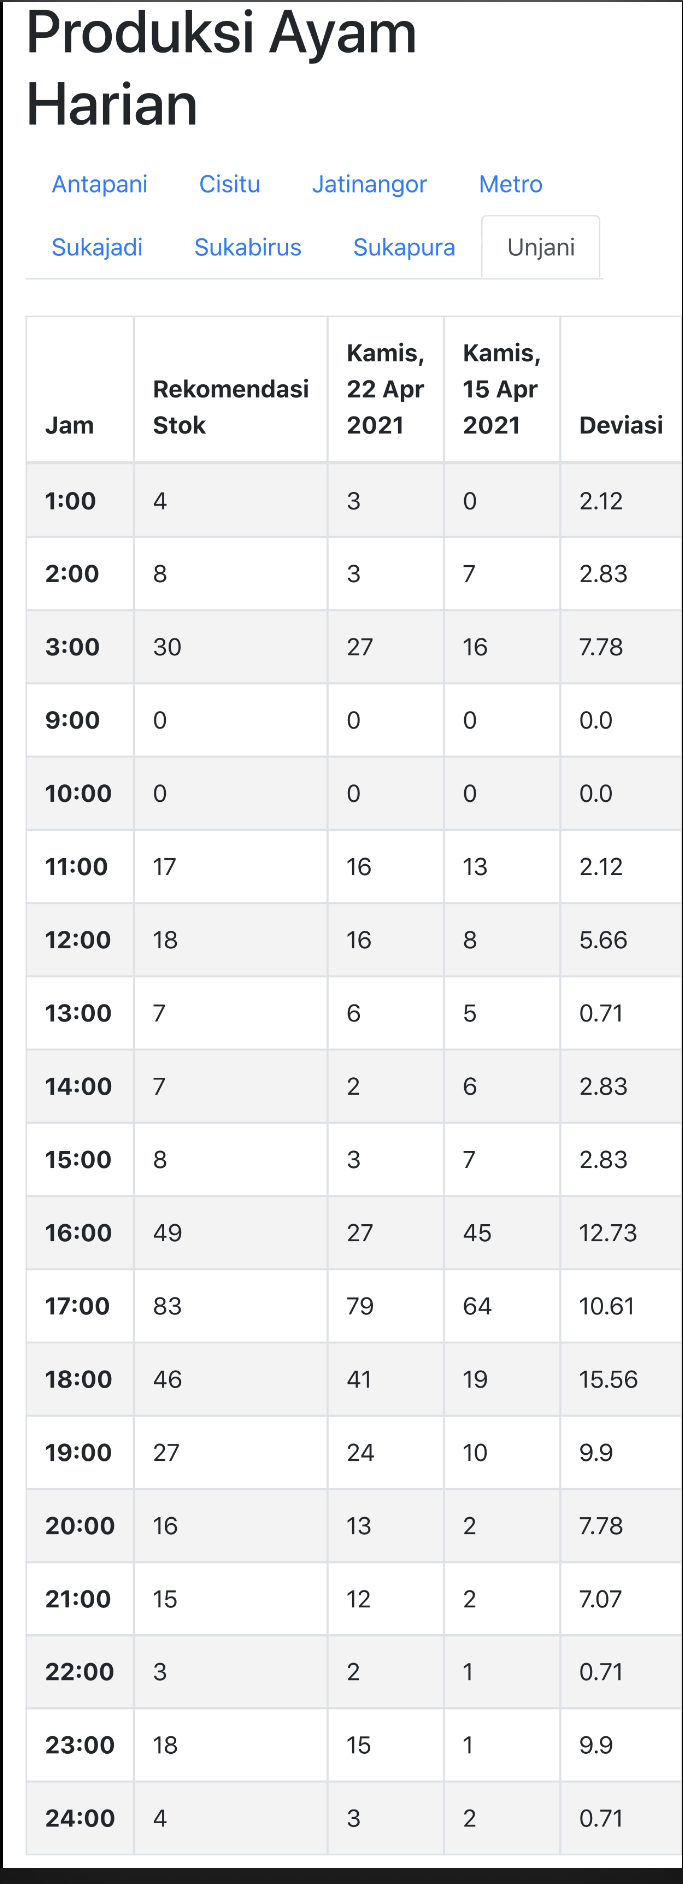 Produksi Ayam
Harian
Antapani Cisitu Jatinangor Metro
Sukajadi Sukabirus Sukapura Unjani
Jam Rekomendasi Stok Kamis, 22 Apr 2021 Kamis, 15 Apr 2021 Deviasi
1:00 4 3 0 2.12
2:00 8 3 7 2.83
3:00 30 27 16 7.78
9:00 0 0 0 0.0
10:00 0 0 0 0.0
11:00 17 16 13 2.12
12:00 18 16 8 5.66
13:00 7 6 5 0.71
14:00 7 2 6 2.83
15:00 8 3 7 2.83
16:00 49 27 45 12.73
17:00 83 79 64 10.61
18:00 46 41 19 15.56
19:00 27 24 10 9.9
20:00 16 13 2 7.78
21:00 15 12 2 7.07
22:00 3 2 1 0.71
23:00 18 15 1 9.9
24:00 4 3 2 0.71